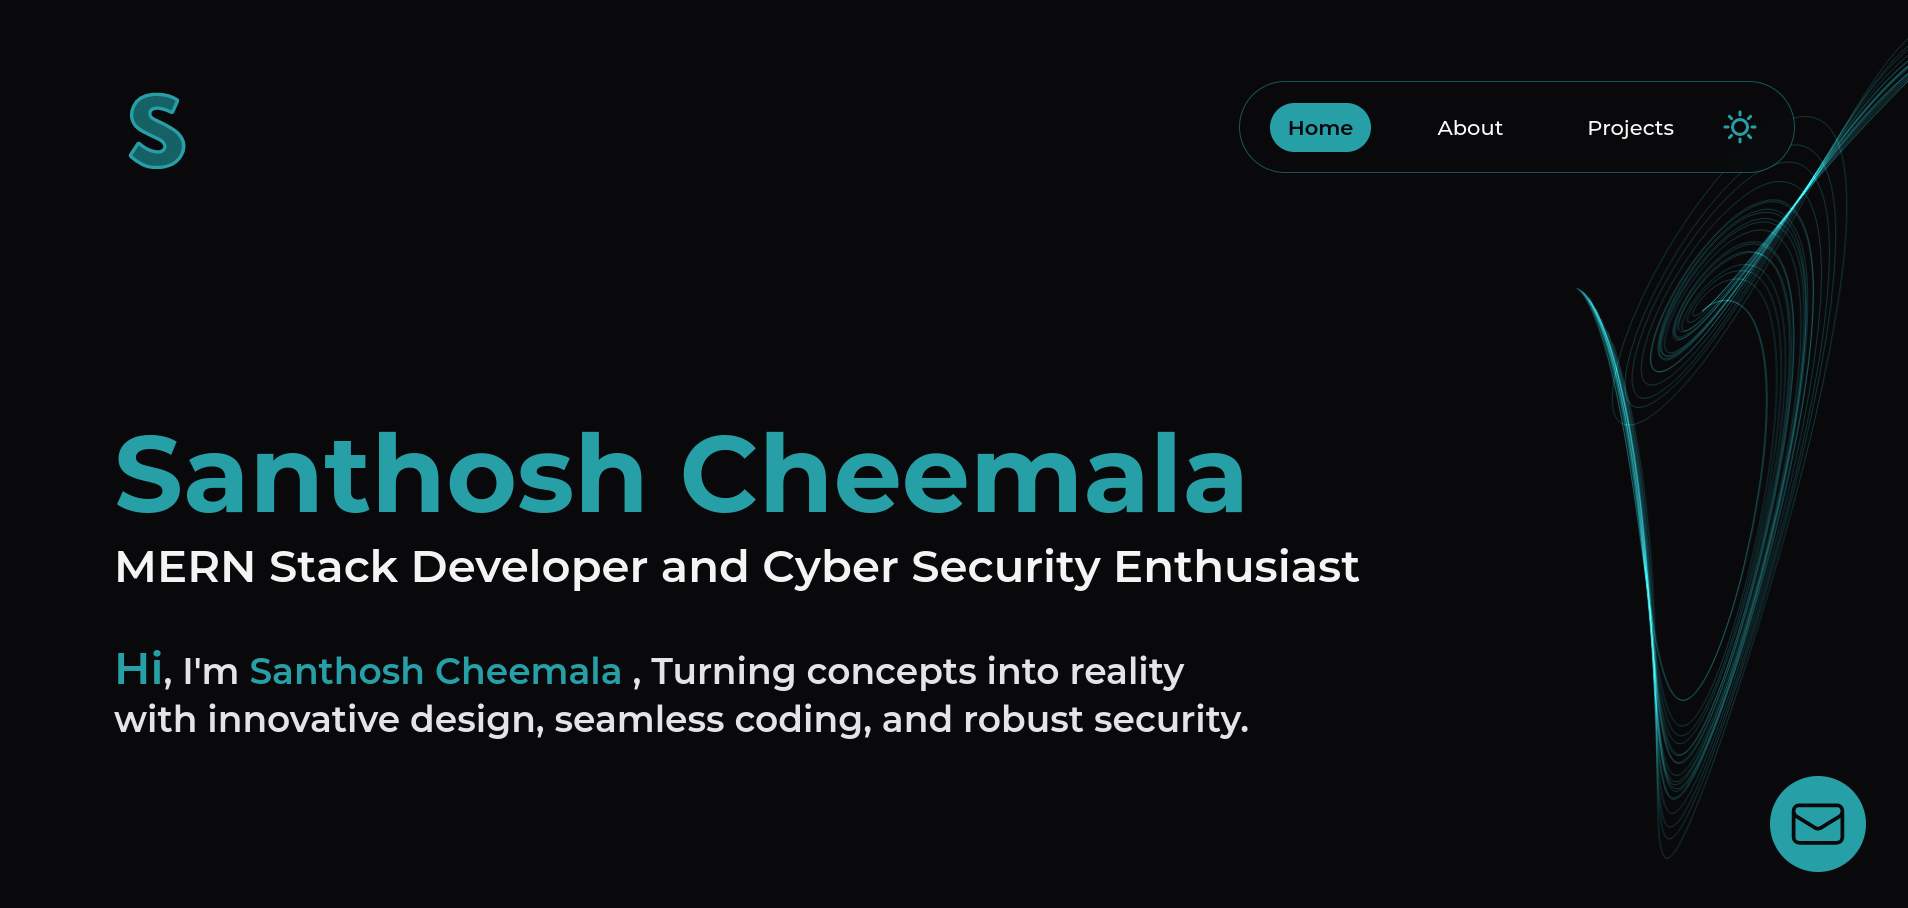 S
Home About Projects
Santhosh Cheemala
MERN Stack Developer and Cyber Security Enthusiast
Hi, I'm Santhosh Cheemala , Turning concepts into reality
with innovative design, seamless coding, and robust security.